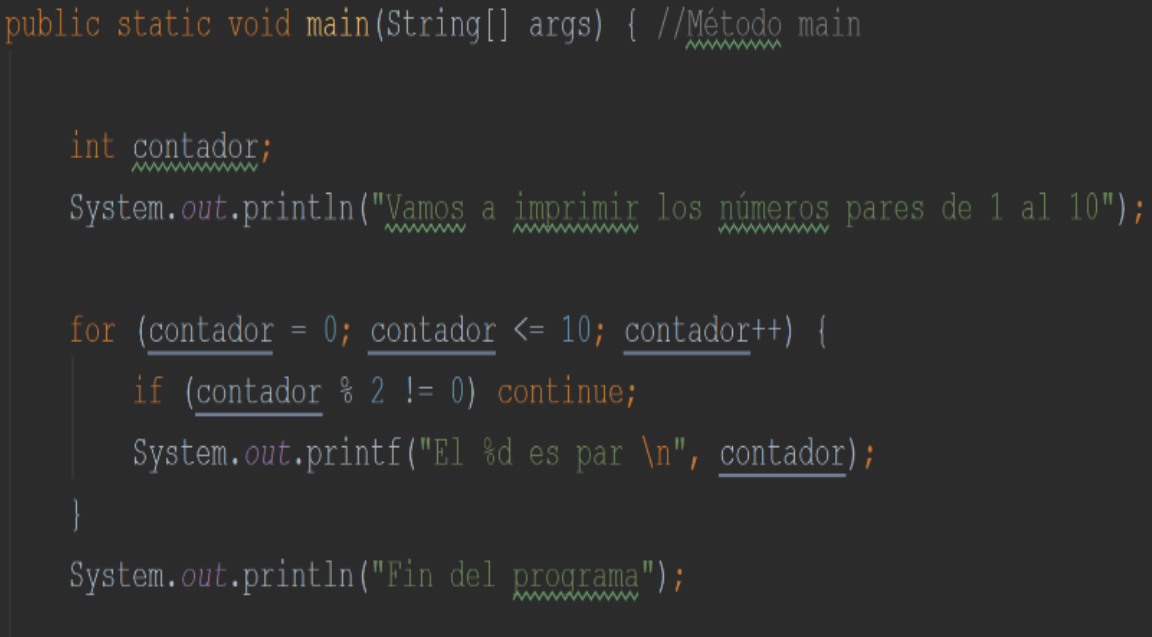 public static void main(String[] args) { //Método main
int contador;
System.out.println("Vamos a imprimir los números pares de 1 al 10");
for (contador = 0; contador <= 10; contador++) {
if (contador % 2 != 0) continue;
System.out.printf("El %d es par \n", contador);
}
System.out.println("Fin del programa");